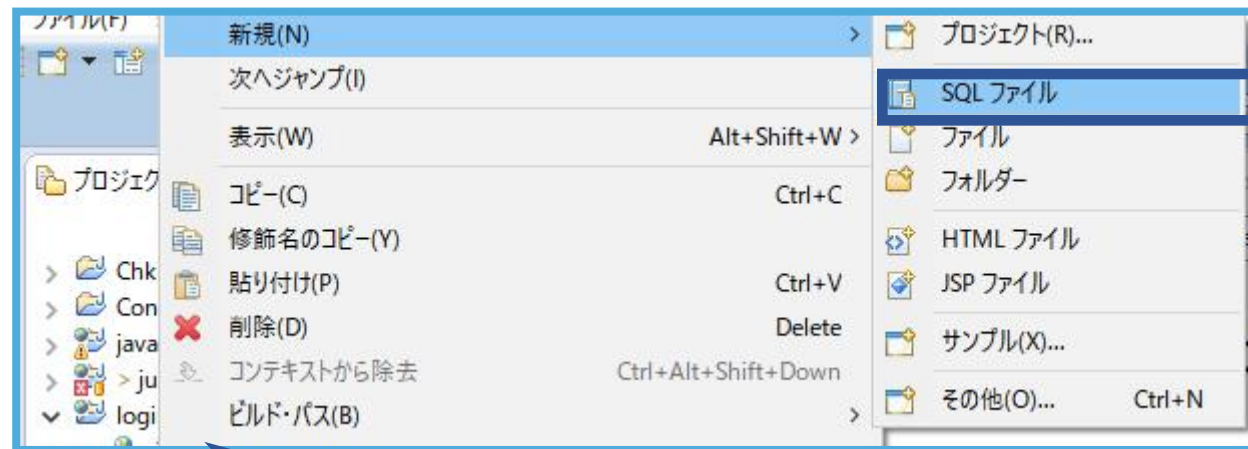 ファイル(F)
新規(N) >
次へジャンプ(I)
表示(W) Alt+Shift+W >
コピー(C) Ctrl+C
修飾名のコピー(Y)
貼り付け(P) Ctrl+V
削除(D) Delete
コンテキストから除去 Ctrl+Alt+Shift+Down
ビルド・パス(B) >
プロジェク
> Chk
> Con
> java
> > ju
logi
プロジェクト(R)...
SQL ファイル
ファイル
フォルダー
HTML ファイル
JSP ファイル
サンプル(X)...
その他(O)... Ctrl+N